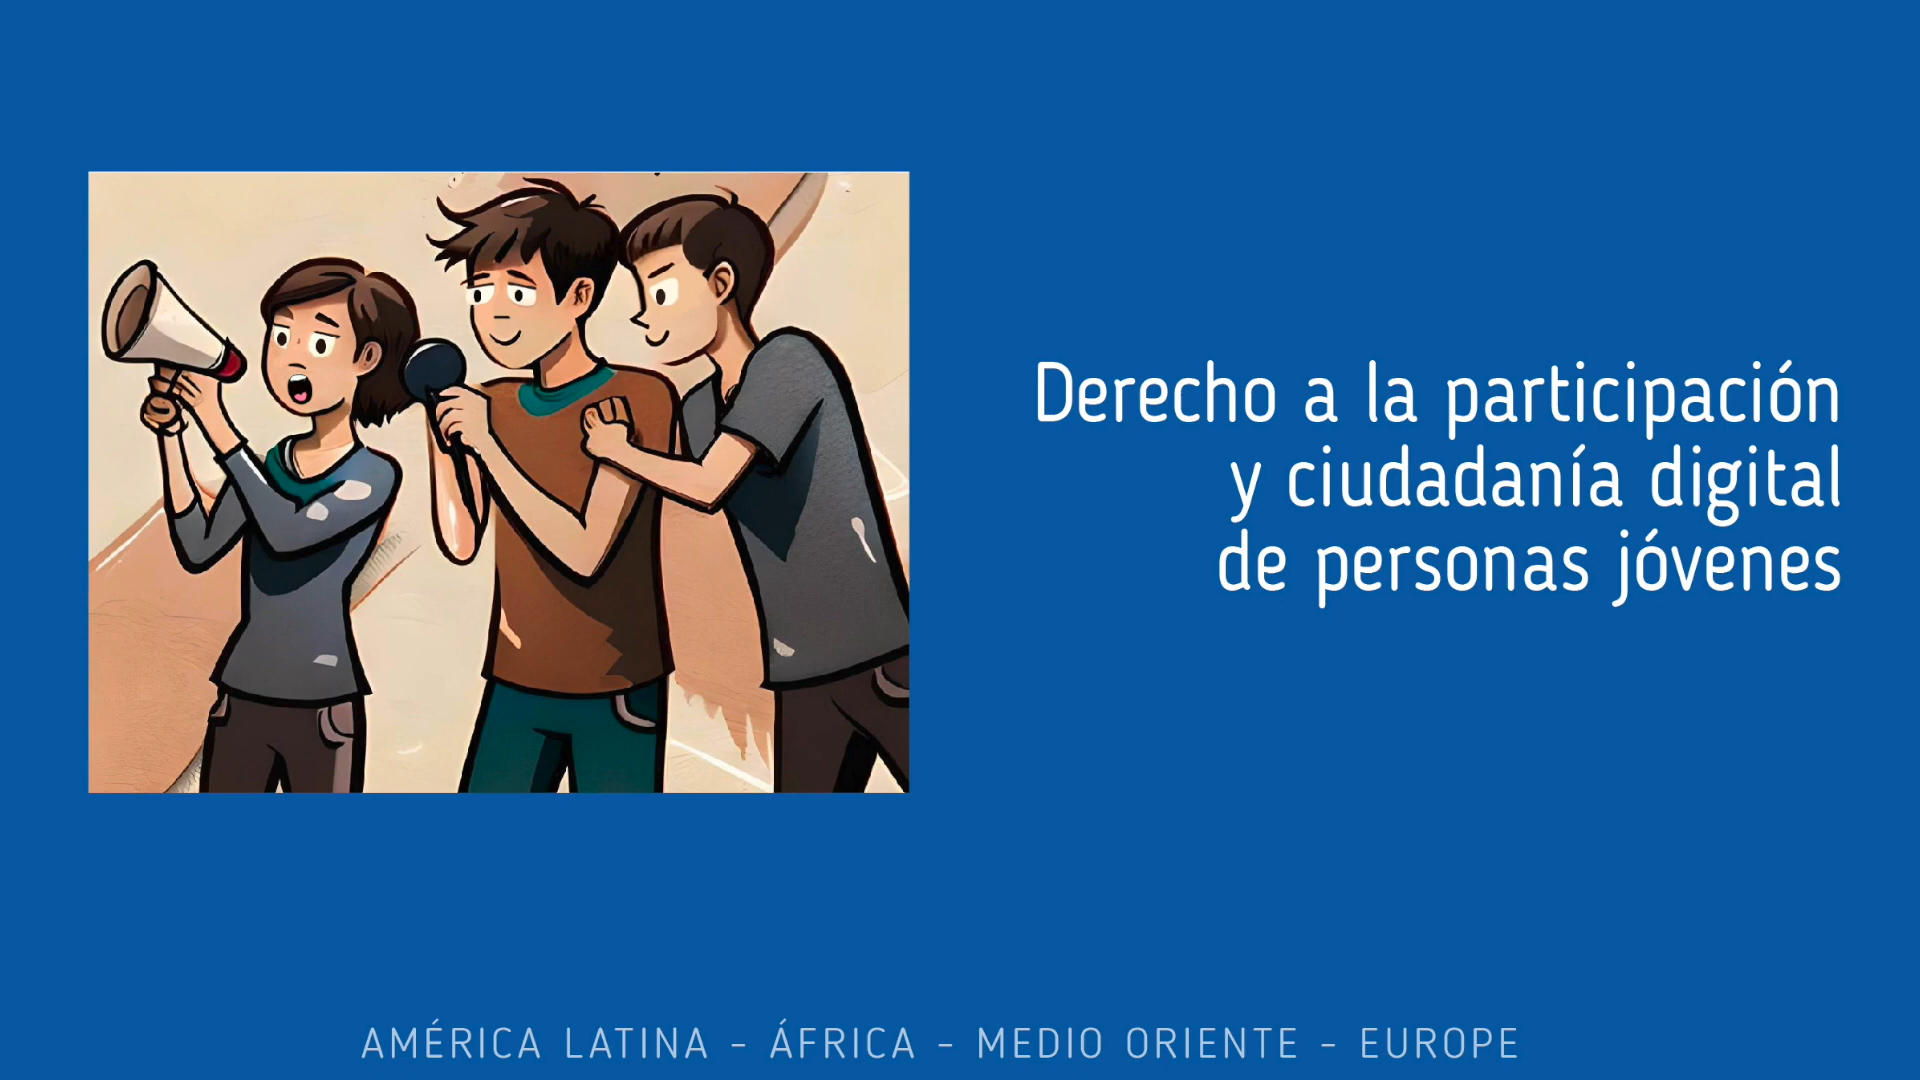 Derecho a la participación
y ciudadanía digital
de personas jóvenes
AMÉRICA LATINA - ÁFRICA - MEDIO ORIENTE - EUROPE